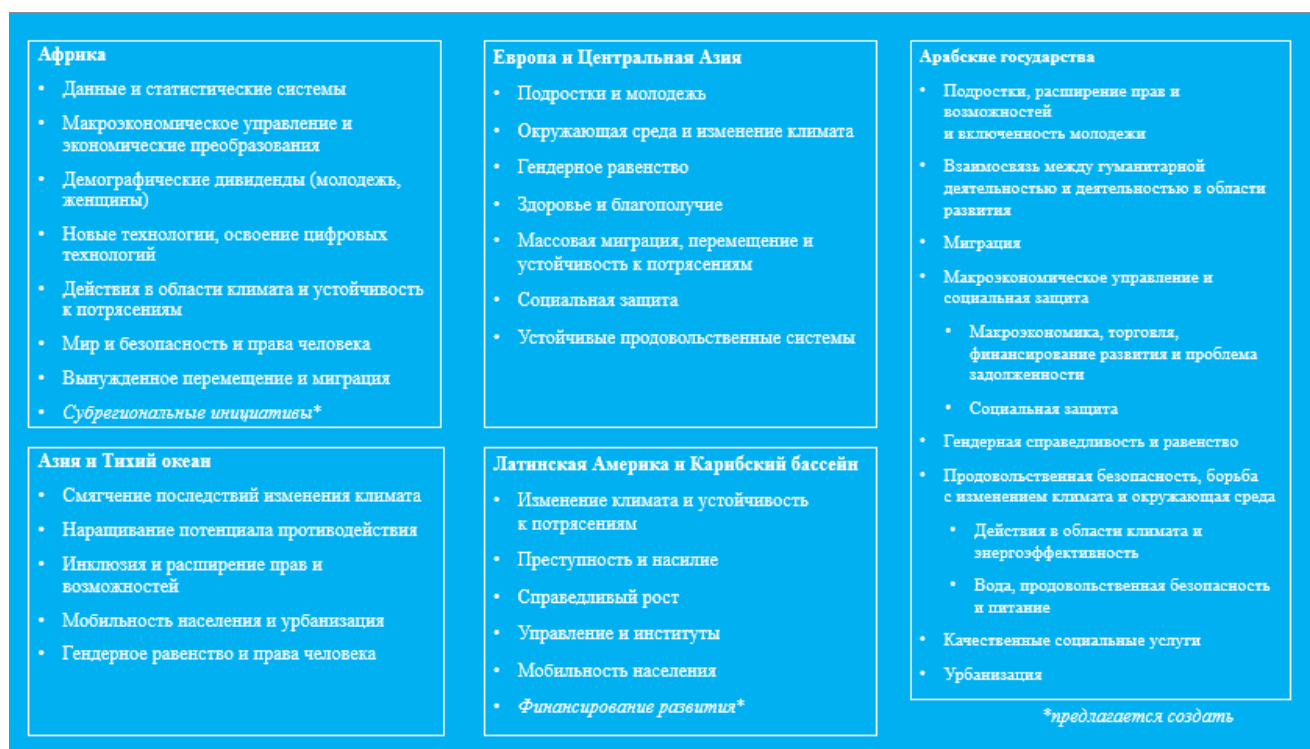 Африка
• Данные и статистические системы
• Макроэкономическое управление и
экономические преобразования
• Демографические дивиденды (молодежь,
женщины)
• Новые технологии, освоение цифровых
технологий
• Действия в области климата и устойчивость
к потрясениям
• Мир и безопасность и права человека
• Вынужденное перемещение и миграция
• Субрегиональные инициативы*
Азия и Тихий океан
• Смягчение последствий изменения климата
• Наращивание потенциала противодействия
• Инклюзия и расширение прав и
возможностей
• Мобильность населения и урбанизация
• Гендерное равенство и права человека
Европа и Центральная Азия
• Подростки и молодежь
• Окружающая среда и изменение климата
• Гендерное равенство
• Здоровье и благополучие
• Массовая миграция, перемещение и
устойчивость к потрясениям
• Социальная защита
• Устойчивые продовольственные системы
Латинская Америка и Карибский бассейн
• Изменение климата и устойчивость
к потрясениям
• Преступность и насилие
• Справедливый рост
• Управление и институты
• Мобильность населения
• Финансирование развития*
Арабские государства
• Подростки, расширение прав и
возможностей
и включенность молодежи
• Взаимосвязь между гуманитарной
деятельностью и деятельностью в области
развития
• Миграция
• Макроэкономическое управление и
социальная защита
• Макроэкономика, торговля,
финансирование развития и проблема
задолженности
• Социальная защита
• Гендерная справедливость и равенство
• Продовольственная безопасность, борьба
с изменением климата и окружающая среда
• Действия в области климата и
энергоэффективность
• Вода, продовольственная безопасность
и питание
• Качественные социальные услуги
• Урбанизация
*предлагается создать